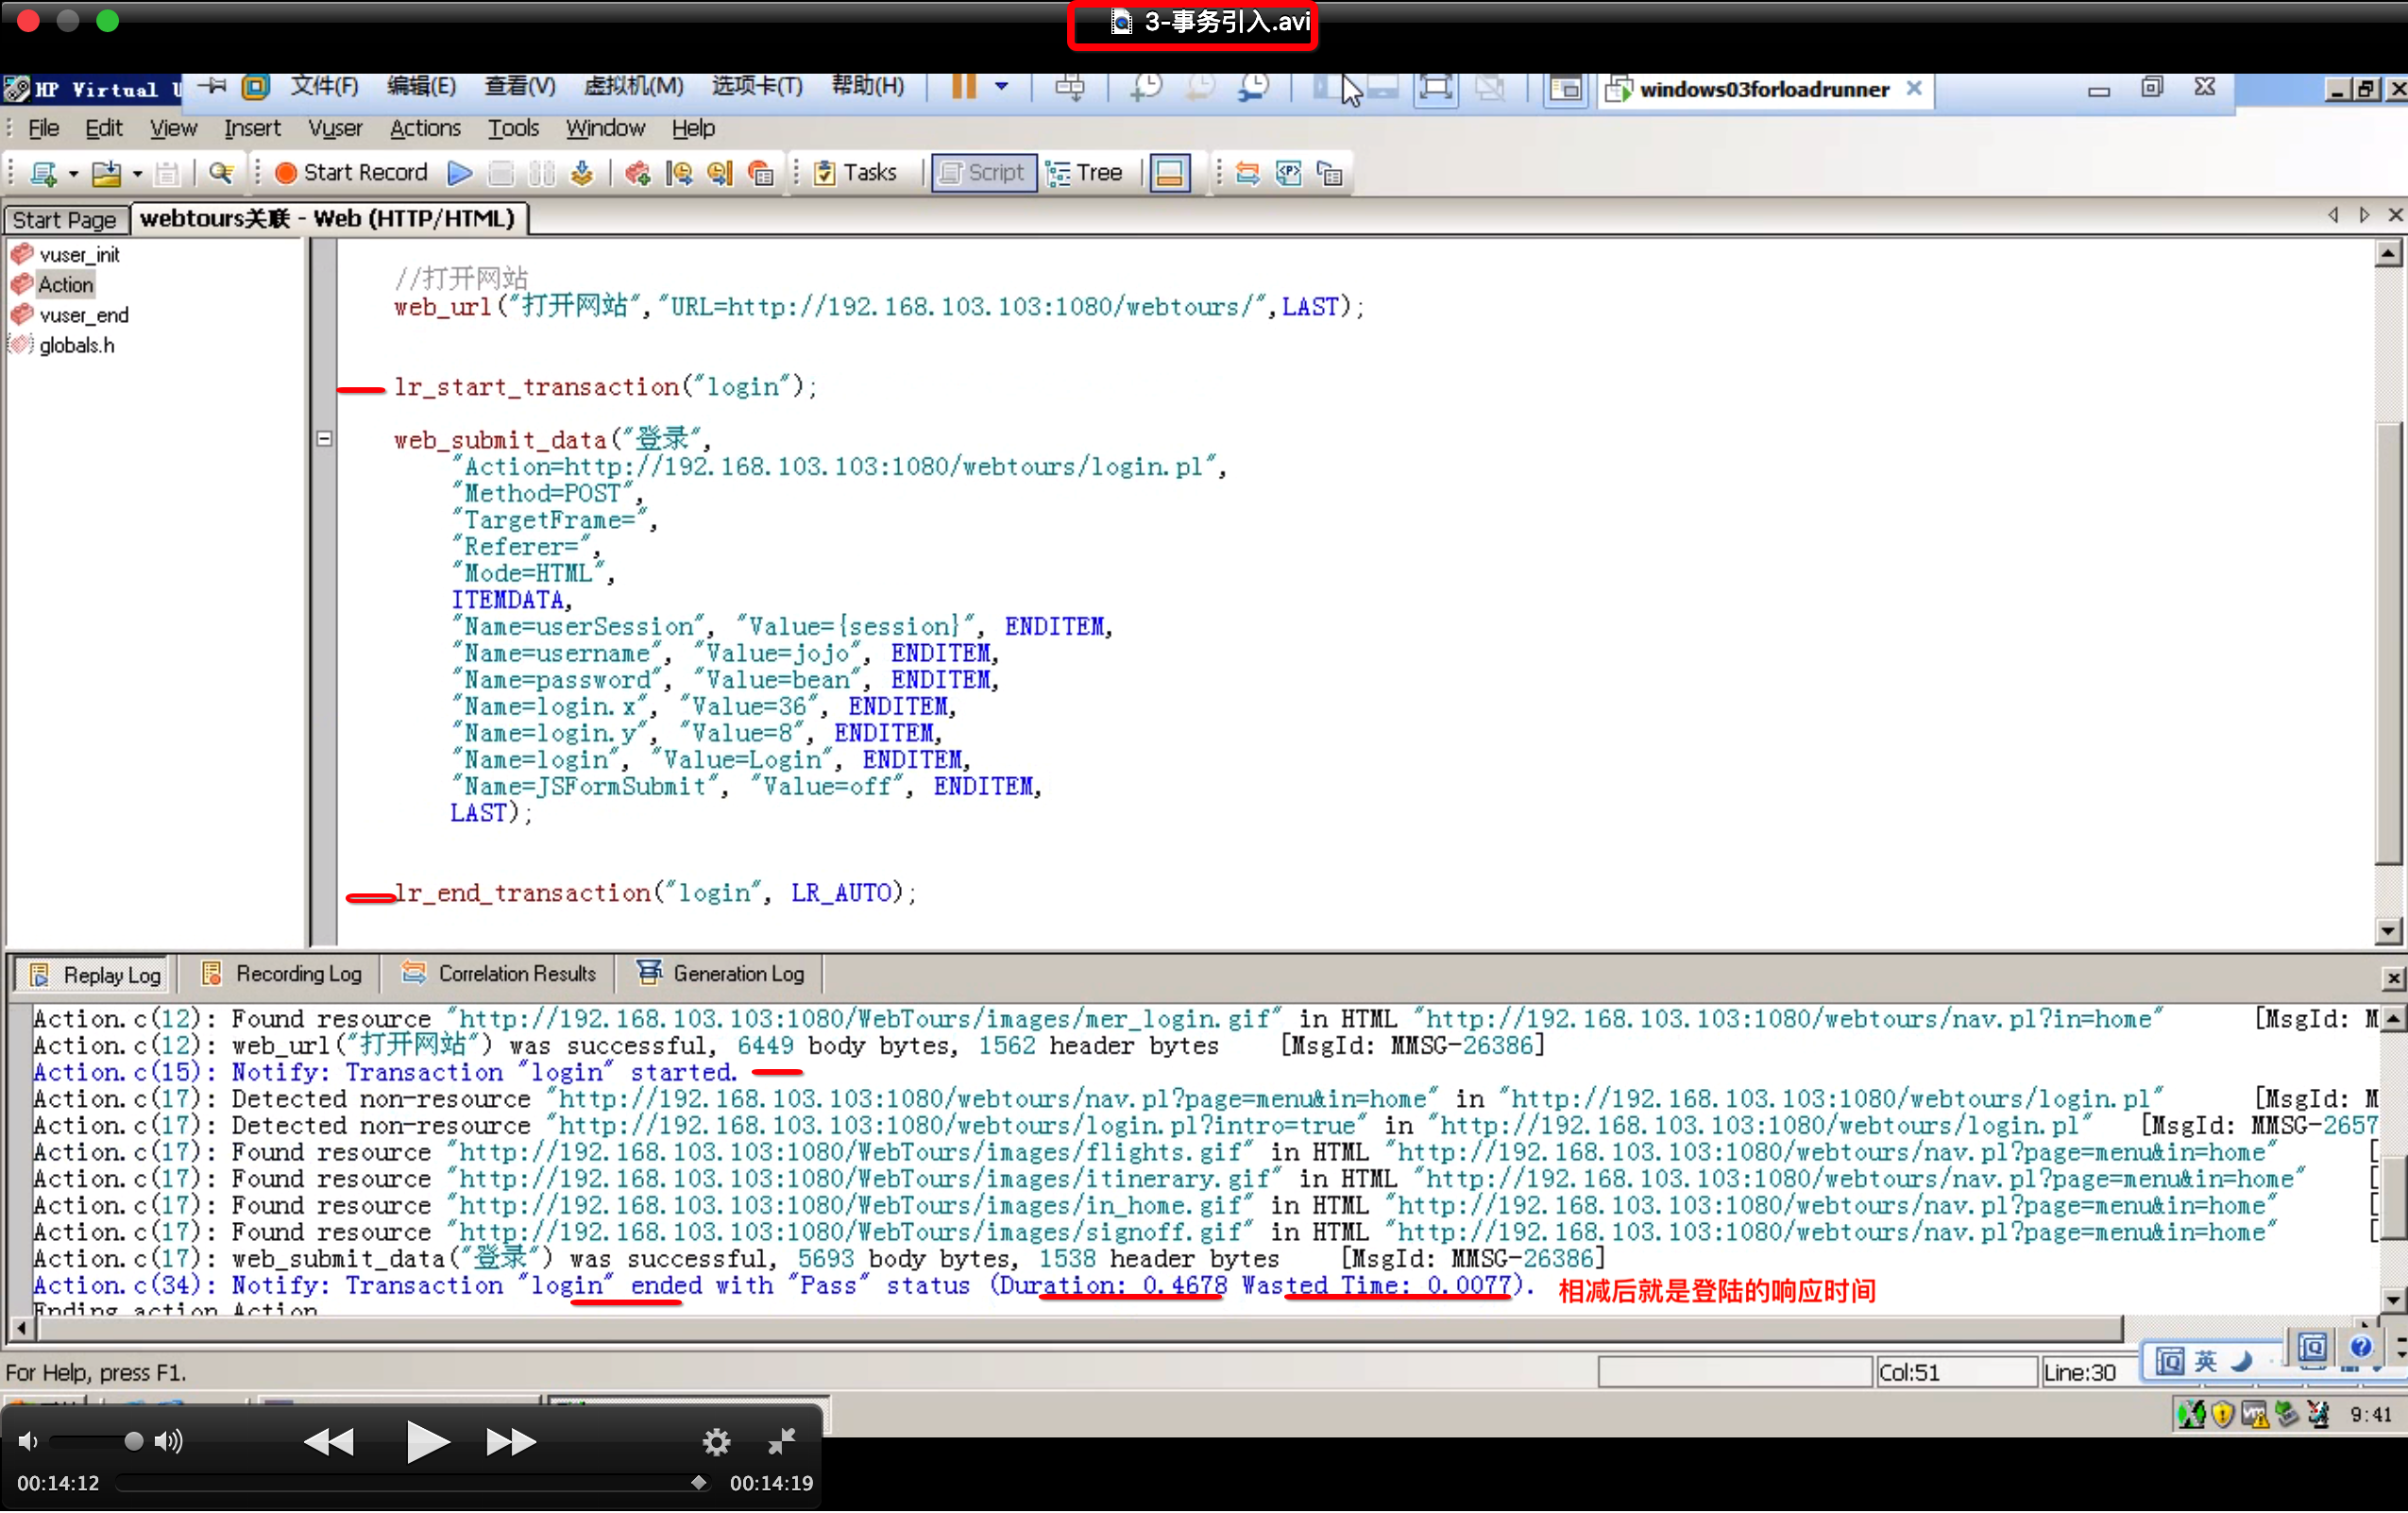 3-事务引入.avi
HP Virtual U
文件(F) 编辑(E) 查看(V) 虚拟机(M) 选项卡(T) 帮助(H)
windows03forloadrunner
File Edit View Insert Vuser Actions Tools Window Help
Start Record Tasks Script Tree
Start Page webtours关联 - Web (HTTP/HTML)
vuser_init
Action
vuser_end
globals.h
//打开网站
web_url("打开网站","URL=http://192.168.103.103:1080/webtours/",LAST);
lr_start_transaction("login");
web_submit_data("登录",
"Action=http://192.168.103.103:1080/webtours/login.pl",
"Method=POST",
"TargetFrame=",
"Referer=",
"Mode=HTML",
ITEMDATA,
"Name=userSession", "Value={session}", ENDITEM,
"Name=username", "Value=jojo", ENDITEM,
"Name=password", "Value=bean", ENDITEM,
"Name=login.x", "Value=36", ENDITEM,
"Name=login.y", "Value=8", ENDITEM,
"Name=login", "Value=Login", ENDITEM,
"Name=JSFormSubmit", "Value=off", ENDITEM,
LAST);
lr_end_transaction("login", LR_AUTO);
Replay Log Recording Log Correlation Results Generation Log
Action.c(12): Found resource "http://192.168.103.103:1080/WebTours/images/mer_login.gif" in HTML "http://192.168.103.103:1080/webtours/nav.pl?in=home" [MsgId: M
Action.c(12): web_url("打开网站") was successful, 6449 body bytes, 1562 header bytes [MsgId: MMSG-26386]
Action.c(15): Notify: Transaction "login" started.
Action.c(17): Detected non-resource "http://192.168.103.103:1080/webtours/nav.pl?page=menu&in=home" in "http://192.168.103.103:1080/webtours/login.pl" [MsgId: M
Action.c(17): Detected non-resource "http://192.168.103.103:1080/webtours/login.pl?intro=true" in "http://192.168.103.103:1080/webtours/login.pl" [MsgId: MMSG-2657
Action.c(17): Found resource "http://192.168.103.103:1080/WebTours/images/flights.gif" in HTML "http://192.168.103.103:1080/webtours/nav.pl?page=menu&in=home" [
Action.c(17): Found resource "http://192.168.103.103:1080/WebTours/images/itinerary.gif" in HTML "http://192.168.103.103:1080/webtours/nav.pl?page=menu&in=home" [
Action.c(17): Found resource "http://192.168.103.103:1080/WebTours/images/in_home.gif" in HTML "http://192.168.103.103:1080/webtours/nav.pl?page=menu&in=home" [
Action.c(17): Found resource "http://192.168.103.103:1080/WebTours/images/signoff.gif" in HTML "http://192.168.103.103:1080/webtours/nav.pl?page=menu&in=home" [
Action.c(17): web_submit_data("登录") was successful, 5693 body bytes, 1538 header bytes [MsgId: MMSG-26386]
Action.c(34): Notify: Transaction "login" ended with "Pass" status (Duration: 0.4678 Wasted Time: 0.0077). 相减后就是登陆的响应时间
Ending action Action
For Help, press F1. Col:51 Line:30
英
9:41
00:14:12 00:14:19